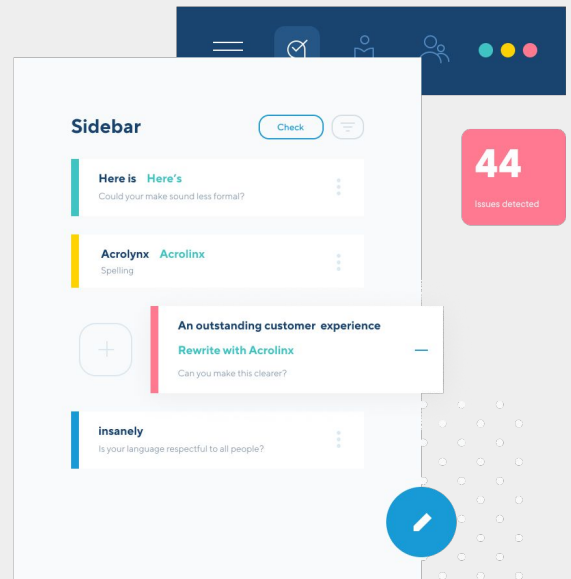 Sidebar
Check
44
Issues detected
Here is Here's
Could your make sound less formal?
Acrolynx Acrolinx
Spelling
An outstanding customer experience
Rewrite with Acrolinx
Can you make this clearer?
insanely
Is your language respectful to all people?